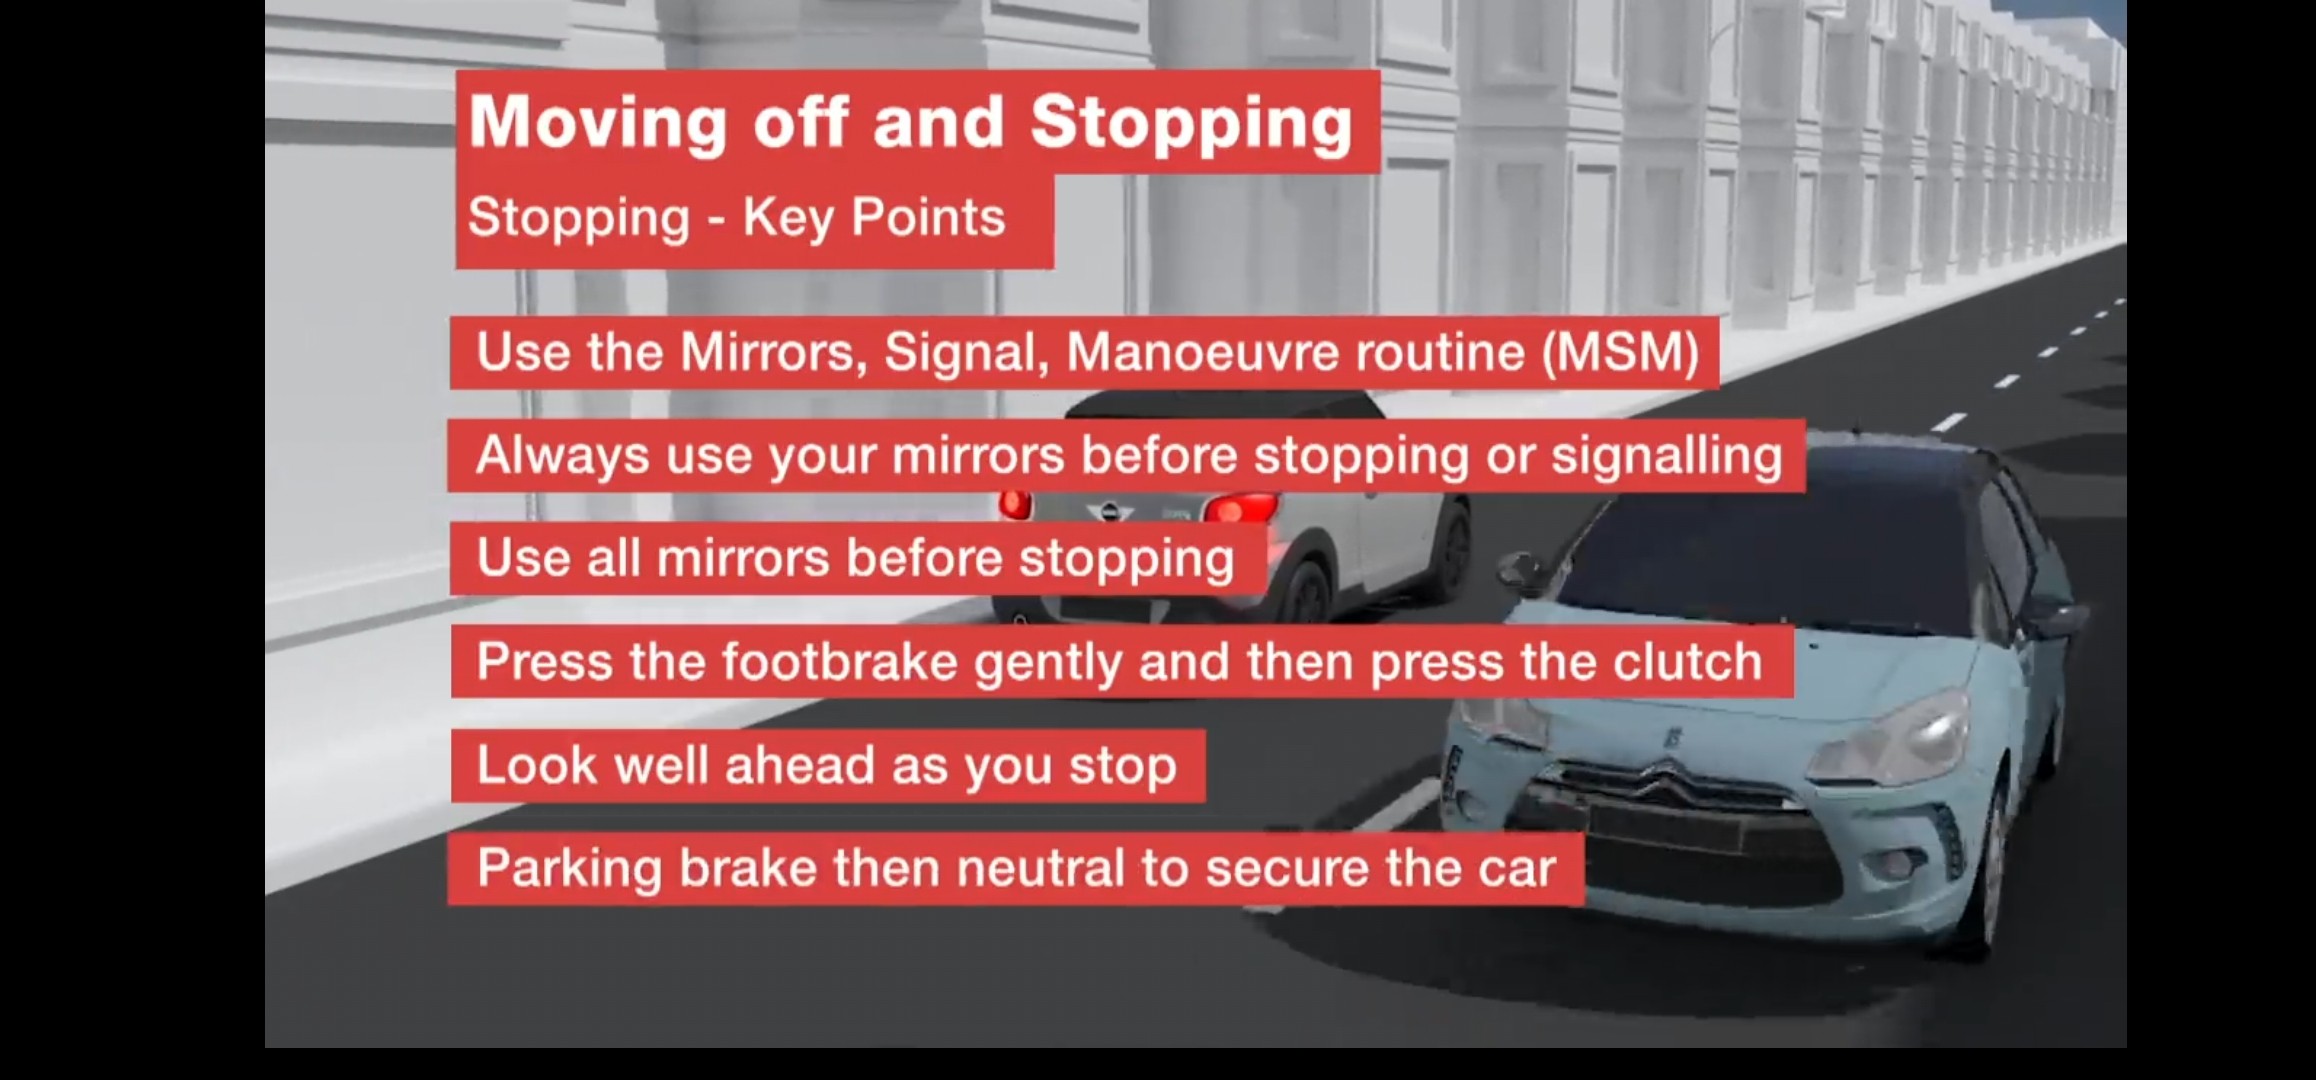 Moving off and Stopping
Stopping - Key Points
Use the Mirrors, Signal, Manoeuvre routine (MSM)
Always use your mirrors before stopping or signalling
Use all mirrors before stopping
Press the footbrake gently and then press the clutch
Look well ahead as you stop
Parking brake then neutral to secure the car